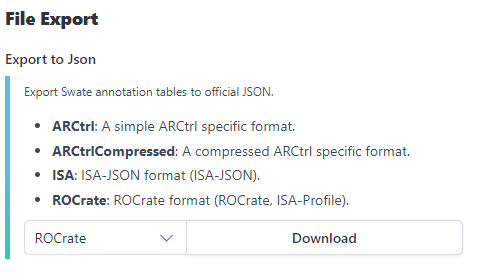 File Export
Export to Json
Export Swate annotation tables to official JSON.
• ARCtrl: A simple ARCtrl specific format.
• ARCtrlCompressed: A compressed ARCtrl specific format.
• ISA: ISA-JSON format (ISA-JSON).
• ROCrate: ROCrate format (ROCrate, ISA-Profile).
ROCrate Download